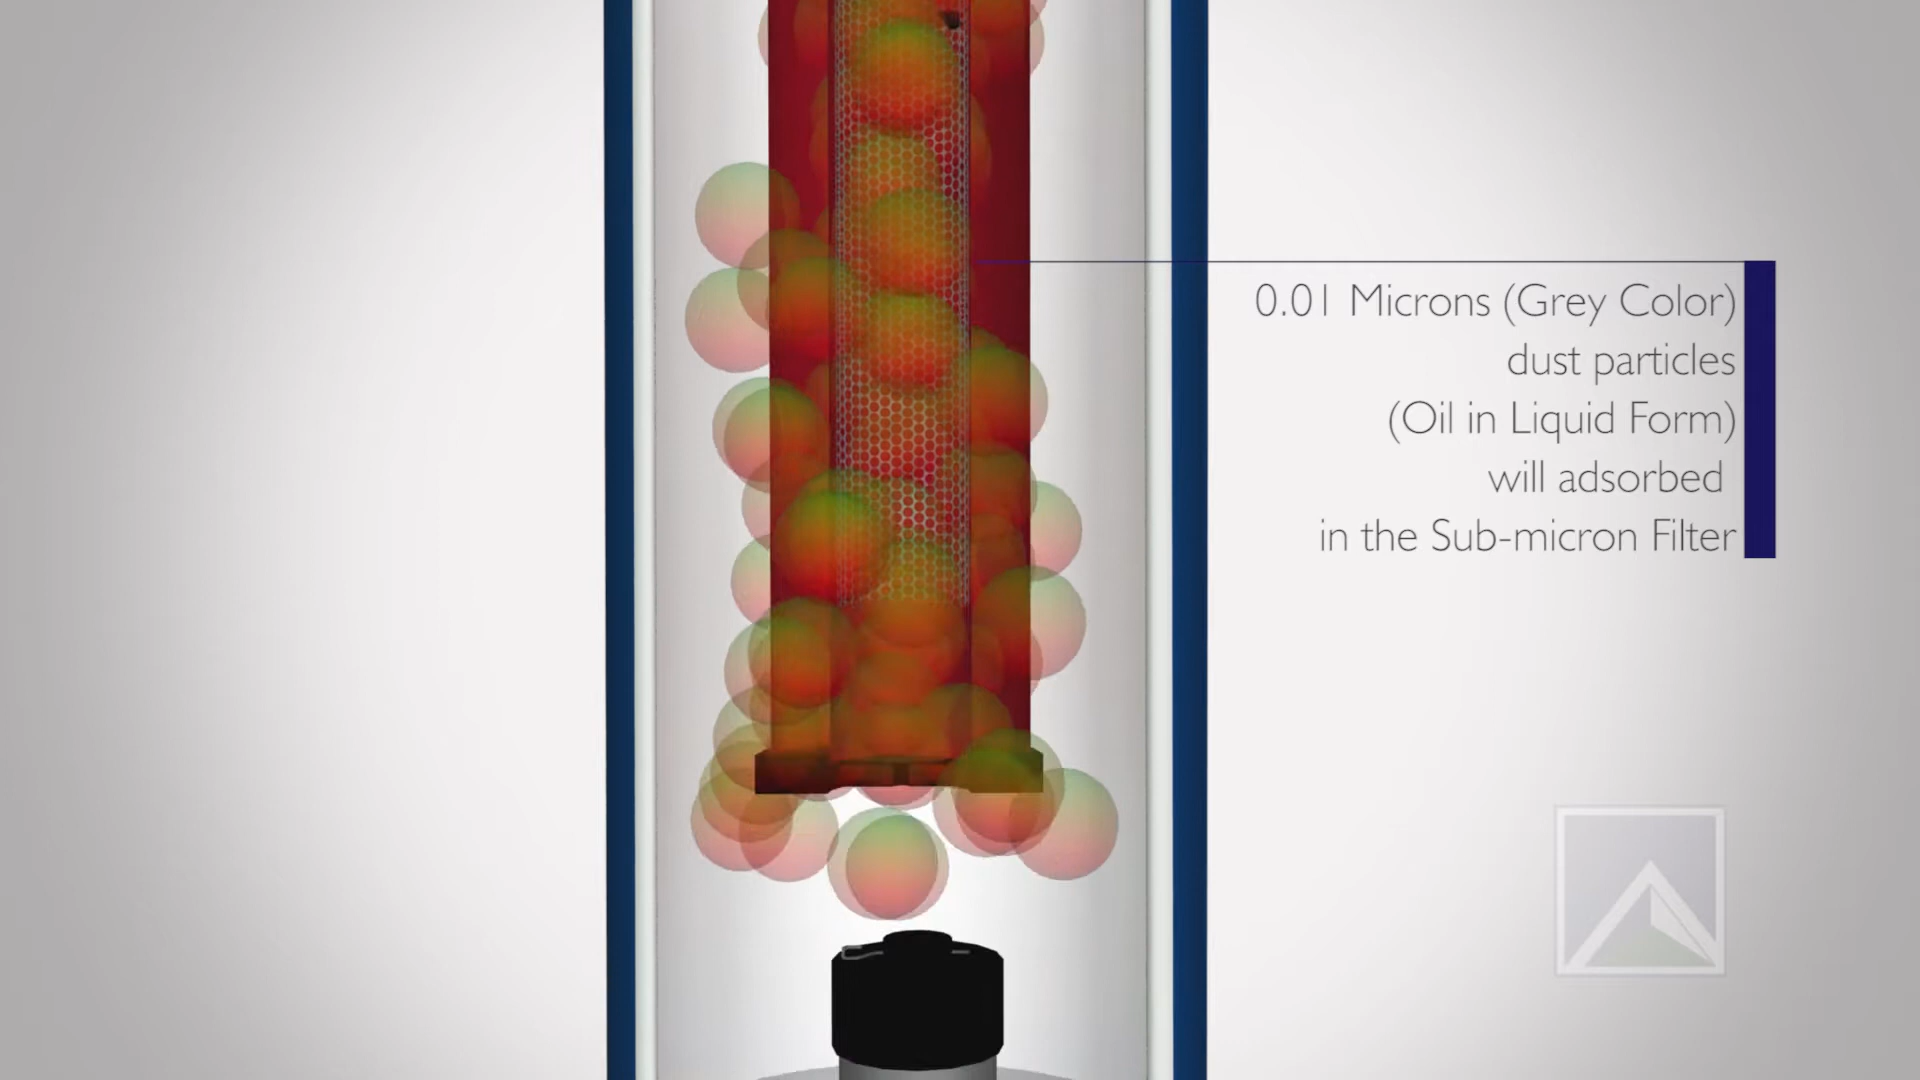 0.01 Microns (Grey Color)
dust particles
(Oil in Liquid Form)
will adsorbed
in the Sub-micron Filter